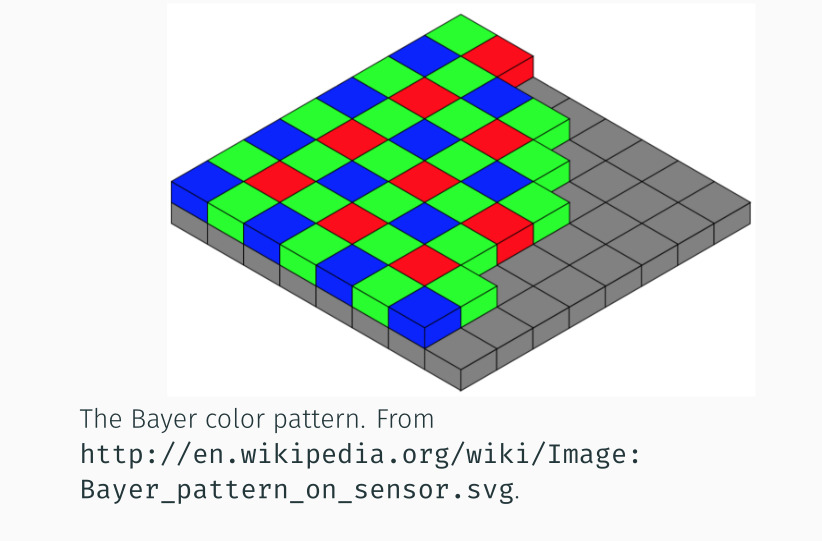 The Bayer color pattern. From
http://en.wikipedia.org/wiki/Image:
Bayer_pattern_on_sensor.svg.